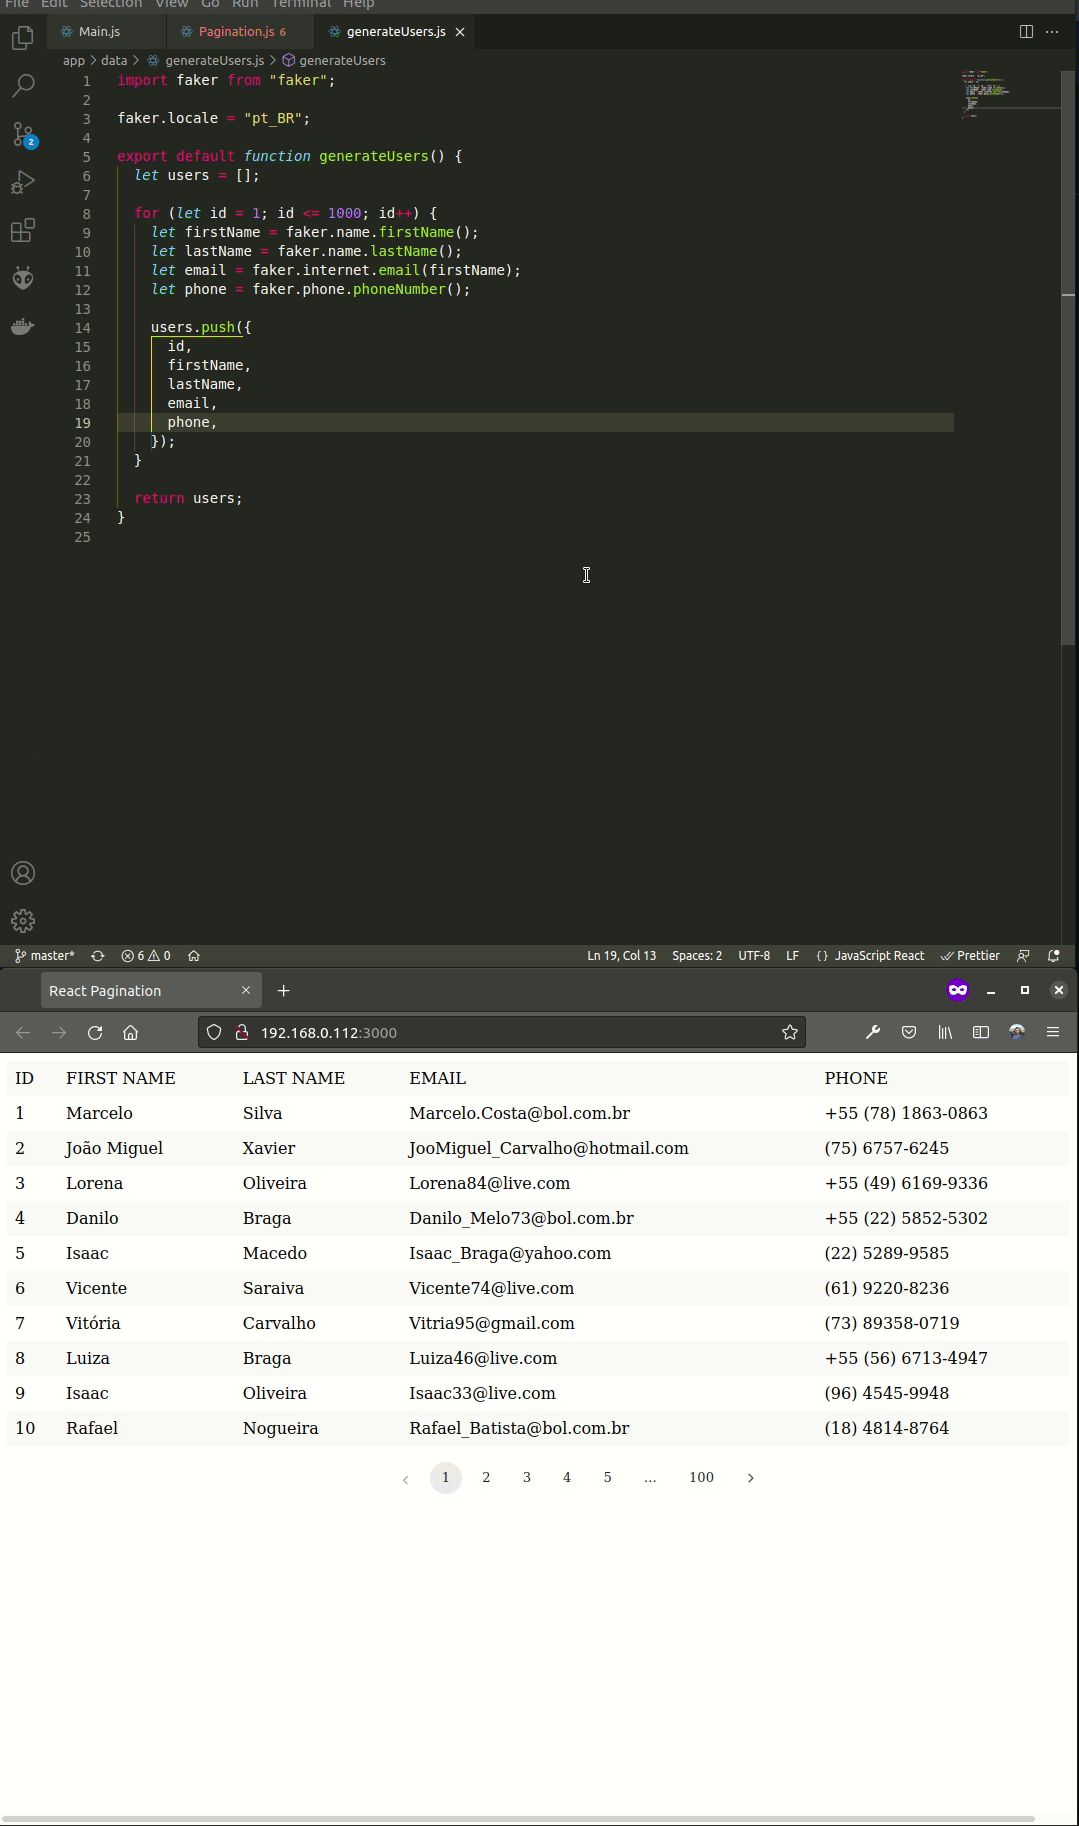 File Edit Selection View Go Run Terminal Help
Main.js Pagination.js 6 generateUsers.js
app > data > generateUsers.js > generateUsers
1 import faker from "faker";
2
3 faker.locale = "pt_BR";
4
5 export default function generateUsers() {
6 let users = [];
7
8 for (let id = 1; id <= 1000; id++) {
9 let firstName = faker.name.firstName();
10 let lastName = faker.name.lastName();
11 let email = faker.internet.email(firstName);
12 let phone = faker.phone.phoneNumber();
13
14 users.push({
15 id,
16 firstName,
17 lastName,
18 email,
19 phone,
20 });
21 }
22
23 return users;
24 }
25
2
master* 6 0 Ln 19, Col 13 Spaces: 2 UTF-8 LF {} JavaScript React Prettier
React Pagination
192.168.0.112:3000
ID FIRST NAME LAST NAME EMAIL PHONE
1 Marcelo Silva Marcelo.Costa@bol.com.br +55 (78) 1863-0863
2 João Miguel Xavier JooMiguel_Carvalho@hotmail.com (75) 6757-6245
3 Lorena Oliveira Lorena84@live.com +55 (49) 6169-9336
4 Danilo Braga Danilo_Melo73@bol.com.br +55 (22) 5852-5302
5 Isaac Macedo Isaac_Braga@yahoo.com (22) 5289-9585
6 Vicente Saraiva Vicente74@live.com (61) 9220-8236
7 Vitória Carvalho Vitria95@gmail.com (73) 89358-0719
8 Luiza Braga Luiza46@live.com +55 (56) 6713-4947
9 Isaac Oliveira Isaac33@live.com (96) 4545-9948
10 Rafael Nogueira Rafael_Batista@bol.com.br (18) 4814-8764
‹ 1 2 3 4 5 ... 100 ›